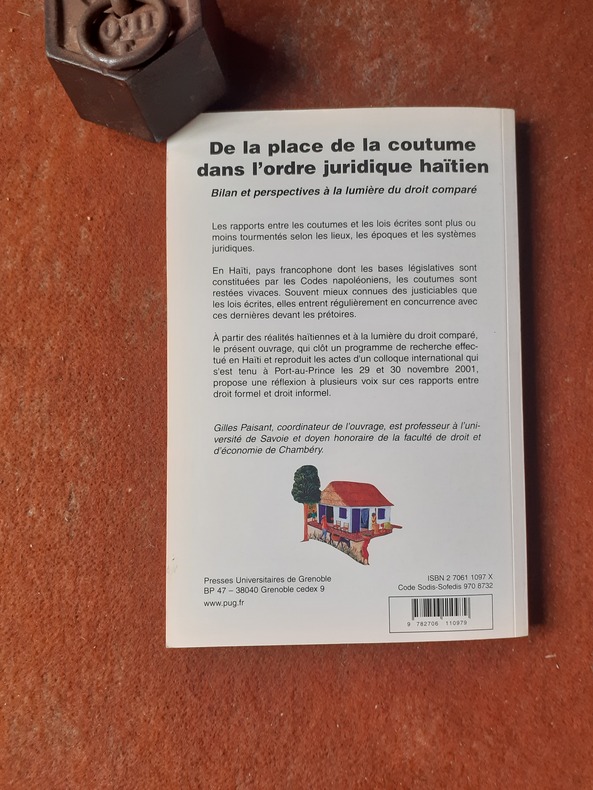 De la place de la coutume
dans l'ordre juridique haïtien
Bilan et perspectives à la lumière du droit comparé
Les rapports entre les coutumes et les lois écrites sont plus ou
moins tourmentés selon les lieux, les époques et les systèmes
juridiques.
En Haïti, pays francophone dont les bases législatives sont
constituées par les Codes napoléoniens, les coutumes sont
restées vivaces. Souvent mieux connues des justiciables que
les lois écrites, elles entrent régulièrement en concurrence avec
ces dernières devant les prétoires.
À partir des réalités haïtiennes et à la lumière du droit comparé,
le présent ouvrage, qui clôt un programme de recherche effec-
tué en Haïti et reproduit les actes d'un colloque international qui
s'est tenu à Port-au-Prince les 29 et 30 novembre 2001,
propose une réflexion à plusieurs voix sur ces rapports entre
droit formel et droit informel.
Gilles Paisant, coordinateur de l'ouvrage, est professeur à l'uni-
versité de Savoie et doyen honoraire de la faculté de droit et
d'économie de Chambéry.
Presses Universitaires de Grenoble
BP 47 – 38040 Grenoble cedex 9
www.pug.fr
ISBN 2 7061 1097 X
Code Sodis-Sofedis 970 8732
9 782706 110979